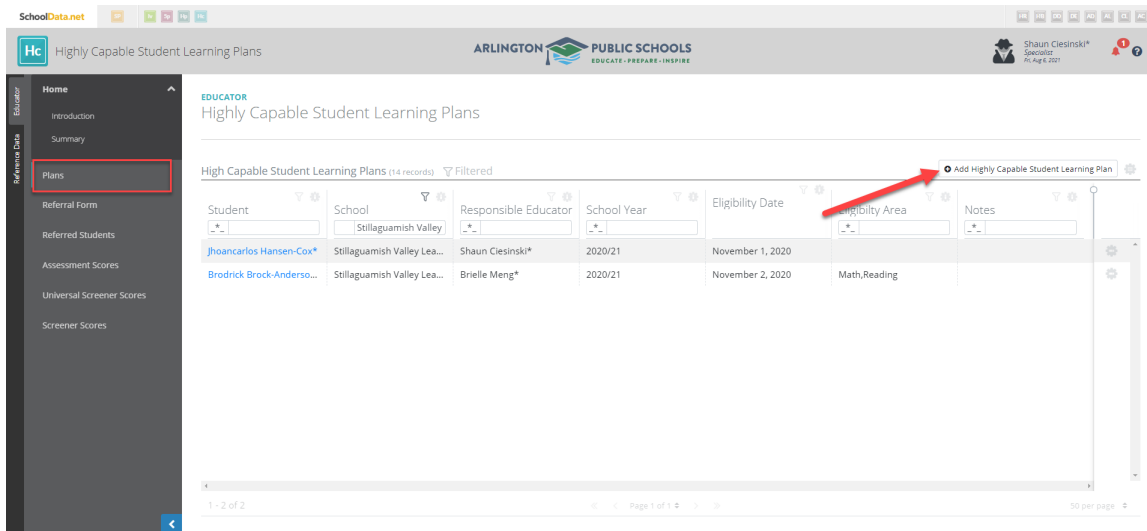 SchoolData.net
Hc Highly Capable Student Learning Plans
ARLINGTON PUBLIC SCHOOLS
EDUCATE • PREPARE • INSPIRE
Shaun Ciesinski*
Specialist
Fri, Aug 6, 2021
1
Educator
Reference Data
Home
Introduction
Summary
Plans
Referral Form
Referred Students
Assessment Scores
Universal Screener Scores
Screener Scores
EDUCATOR
Highly Capable Student Learning Plans
High Capable Student Learning Plans (14 records) Filtered
Add Highly Capable Student Learning Plan
Student School Responsible Educator School Year Eligibility Date Eligibilty Area Notes
_*_ Stillaguamish Valley _*_ _*_ _*_ _*_
Jhoancarlos Hansen-Cox* Stillaguamish Valley Lea... Shaun Ciesinski* 2020/21 November 1, 2020
Brodrick Brock-Anderso... Stillaguamish Valley Lea... Brielle Meng* 2020/21 November 2, 2020 Math,Reading
1 - 2 of 2 Page 1 of 1 50 per page